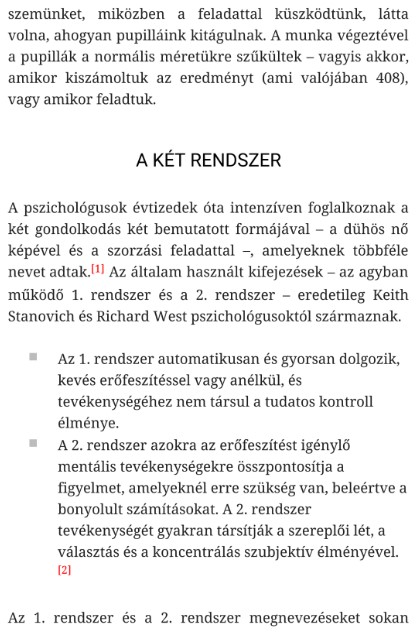 szemünket, miközben a feladattal küszködtünk, látta
volna, ahogyan pupilláink kitágulnak. A munka végeztével
a pupillák a normális méretükre szűkültek – vagyis akkor,
amikor kiszámoltuk az eredményt (ami valójában 408),
vagy amikor feladtuk.
A KÉT RENDSZER
A pszichológusok évtizedek óta intenzíven foglalkoznak a
két gondolkodás két bemutatott formájával – a dühös nő
képével és a szorzási feladattal –, amelyeknek többféle
nevet adtak.[1] Az általam használt kifejezések – az agyban
működő 1. rendszer és a 2. rendszer – eredetileg Keith
Stanovich és Richard West pszichológusoktól származnak.
Az 1. rendszer automatikusan és gyorsan dolgozik,
kevés erőfeszítéssel vagy anélkül, és
tevékenységéhez nem társul a tudatos kontroll
élménye.
A 2. rendszer azokra az erőfeszítést igénylő
mentális tevékenységekre összpontosítja a
figyelmet, amelyeknél erre szükség van, beleértve a
bonyolult számításokat. A 2. rendszer
tevékenységét gyakran társítják a szereplői lét, a
választás és a koncentrálás szubjektív élményével.
[2]
Az 1. rendszer és a 2. rendszer megnevezéseket sokan